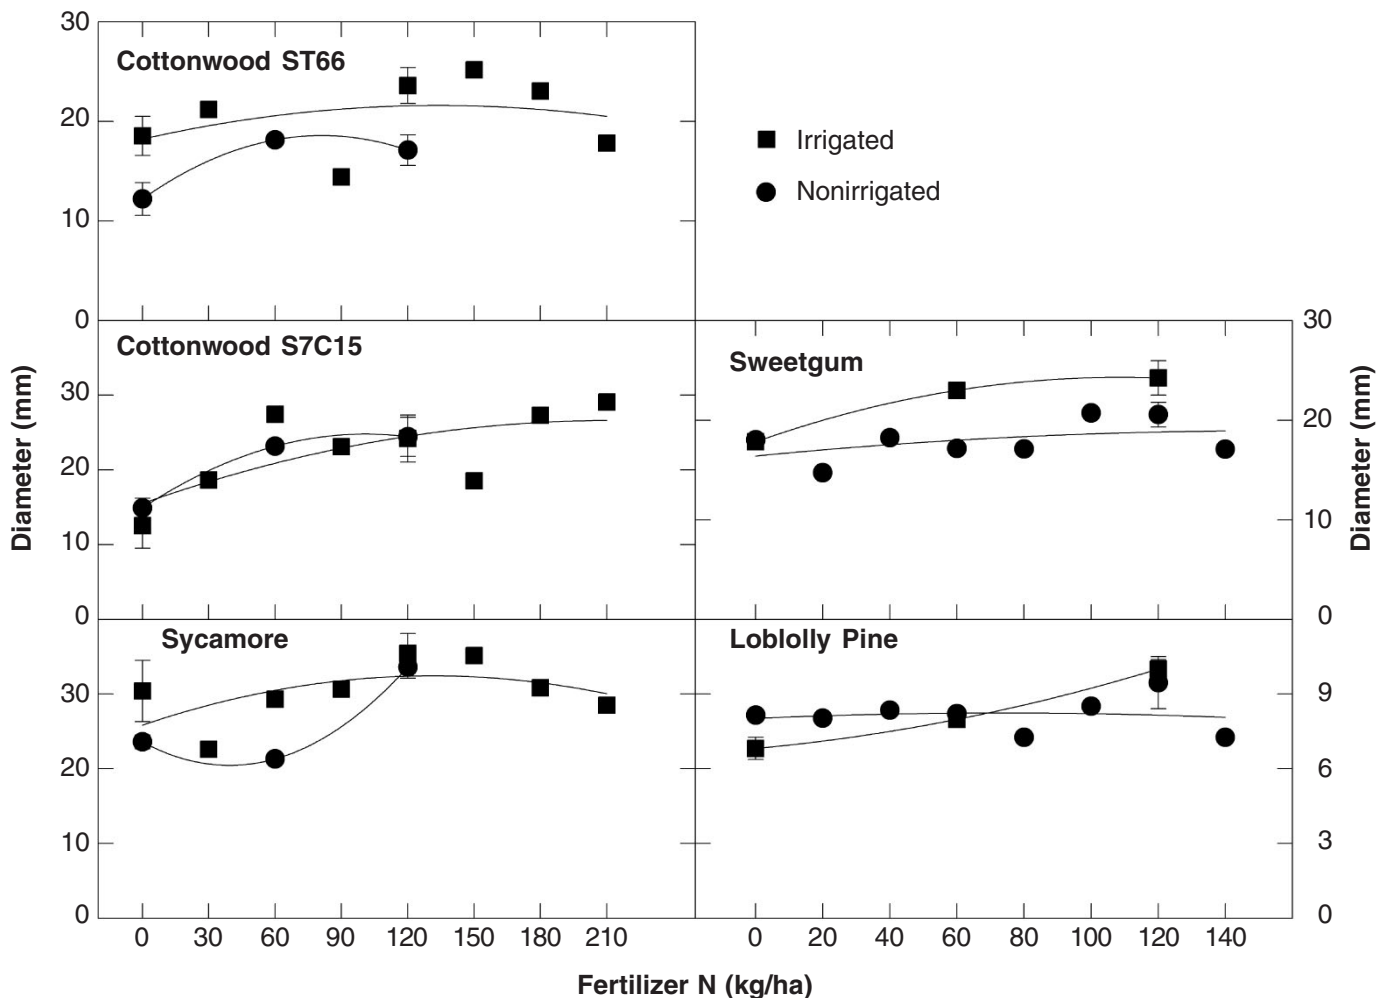 30
Cottonwood ST66
20
10
0
Irrigated
Nonirrigated
Cottonwood S7C15
30
20
10
0
Diameter (mm)
Sweetgum
30
20
10
0
Diameter (mm)
Sycamore
30
20
10
0
Loblolly Pine
9
6
3
0
0 30 60 90 120 150 180 210
0 20 40 60 80 100 120 140
Fertilizer N (kg/ha)